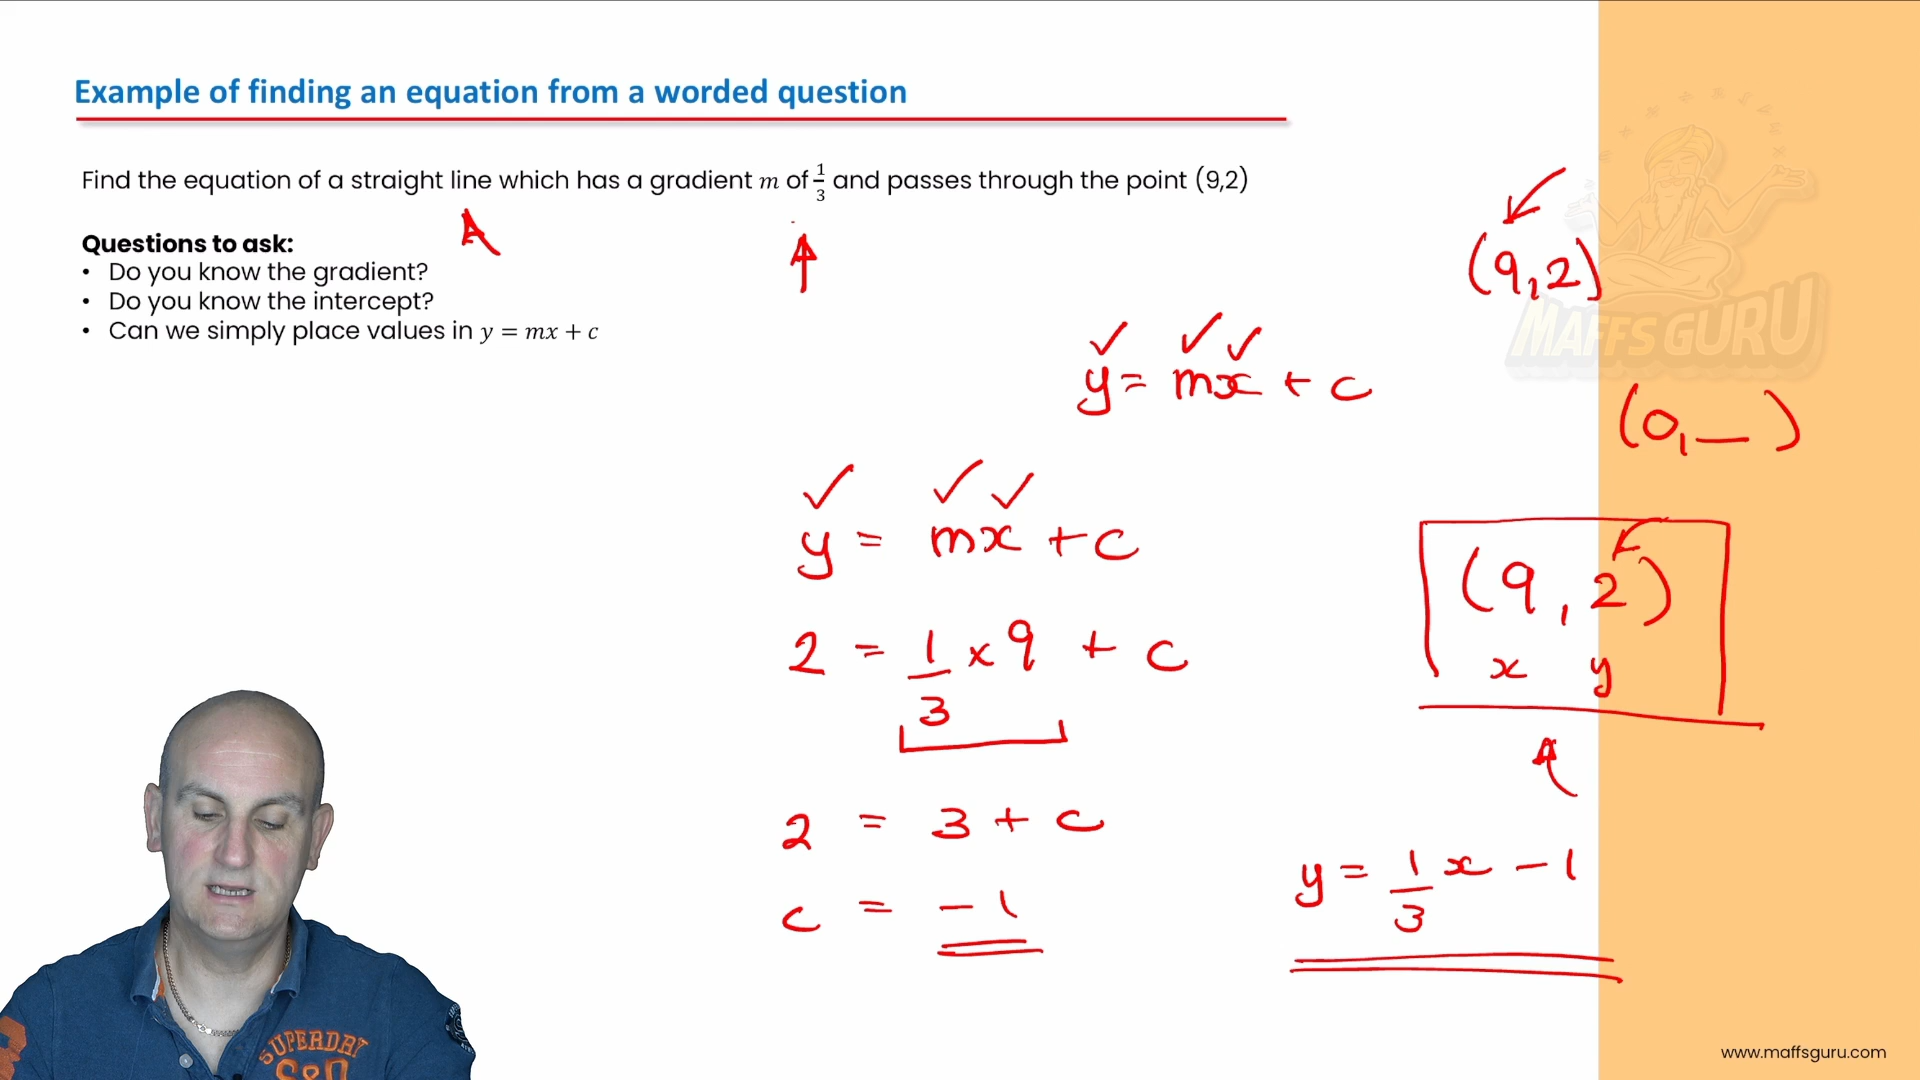 Example of finding an equation from a worded question
Find the equation of a straight line which has a gradient m of 1/3 and passes through the point (9,2)
Questions to ask:
• Do you know the gradient?
• Do you know the intercept?
• Can we simply place values in y = mx + c
(9,2)
MAFFS GURU
y = mx + c
(0,_)
y = mx + c
2 = 1/3 × 9 + c
(9,2)
x y
2 = 3 + c
c = -1
y = 1/3 x - 1
SUPERDRY
www.maffsguru.com